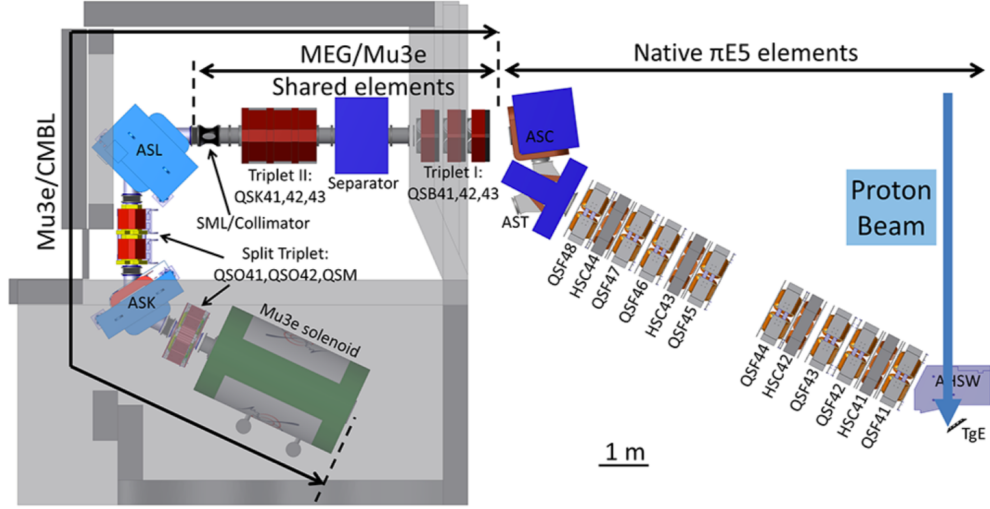 MEG/Mu3e
Shared elements
Native πE5 elements
Mu3e/CMBL
ASL
Triplet II:
QSK41,42,43
SML/Collimator
Separator
Triplet I:
QSB41,42,43
ASC
AST
Split Triplet:
QSO41,QSO42,QSM
ASK
Mu3e solenoid
QSF48
HSC44
QSF47
QSF46
HSC43
QSF45
QSF44
HSC42
QSF43
QSF42
HSC41
QSF41
Proton
Beam
AHSW
TgE
1 m